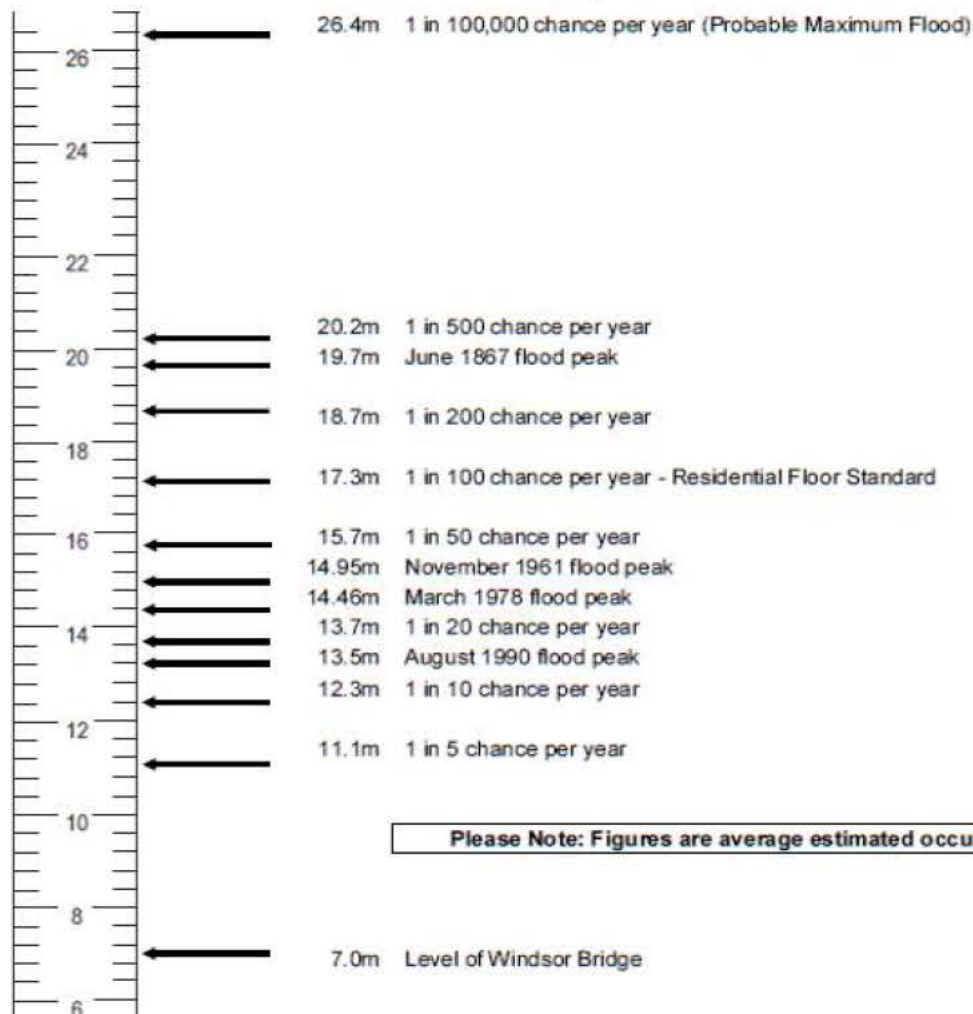 26.4m 1 in 100,000 chance per year (Probable Maximum Flood)
26
24
22
20.2m 1 in 500 chance per year
20
19.7m June 1867 flood peak
18.7m 1 in 200 chance per year
18
17.3m 1 in 100 chance per year - Residential Floor Standard
16
15.7m 1 in 50 chance per year
14.95m November 1961 flood peak
14.46m March 1978 flood peak
14
13.7m 1 in 20 chance per year
13.5m August 1990 flood peak
12.3m 1 in 10 chance per year
12
11.1m 1 in 5 chance per year
10
Please Note: Figures are average estimated occu
8
7.0m Level of Windsor Bridge
6